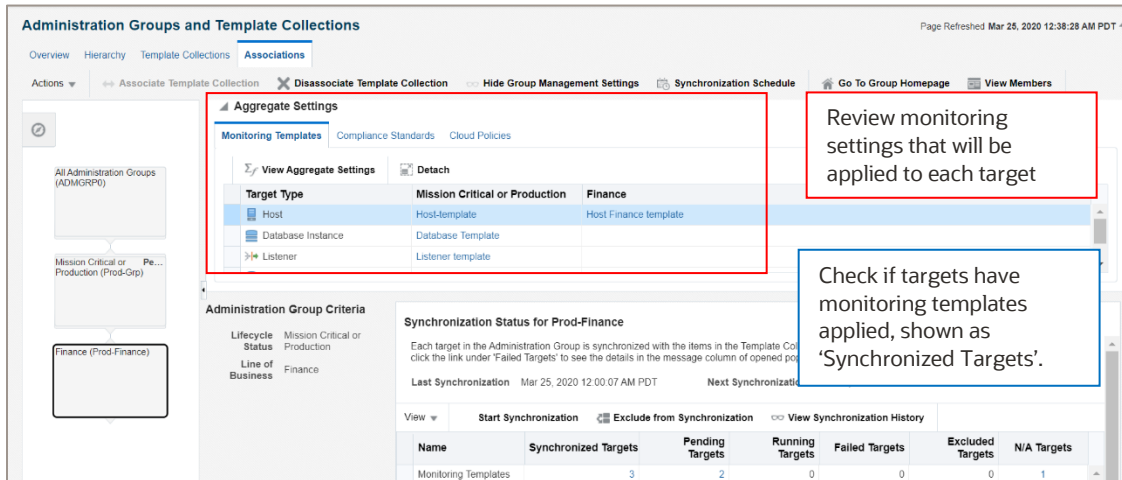 Administration Groups and Template Collections
Page Refreshed Mar 25, 2020 12:38:28 AM PDT
Overview Hierarchy Template Collections Associations
Actions Associate Template Collection Disassociate Template Collection Hide Group Management Settings Synchronization Schedule Go To Group Homepage View Members
Aggregate Settings
Monitoring Templates Compliance Standards Cloud Policies
View Aggregate Settings Detach
Target Type Mission Critical or Production Finance
Host Host-template Host Finance template
Database Instance Database Template
Listener Listener template
Review monitoring
settings that will be
applied to each target
All Administration Groups
(ADMGRP0)
Mission Critical or Pe...
Production (Prod-Grp)
Finance (Prod-Finance)
Check if targets have
monitoring templates
applied, shown as
‘Synchronized Targets’.
Administration Group Criteria
Lifecycle Status Mission Critical or Production
Line of Business Finance
Synchronization Status for Prod-Finance
Each target in the Administration Group is synchronized with the items in the Template
click the link under 'Failed Targets' to see the details in the message column of opened
Last Synchronization Mar 25, 2020 12:00:07 AM PDT Next
View Start Synchronization Exclude from Synchronization View Synchronization History
Name Synchronized Targets Pending Targets Running Targets Failed Targets Excluded Targets N/A Targets
Monitoring Templates 3 2 0 0 0 1